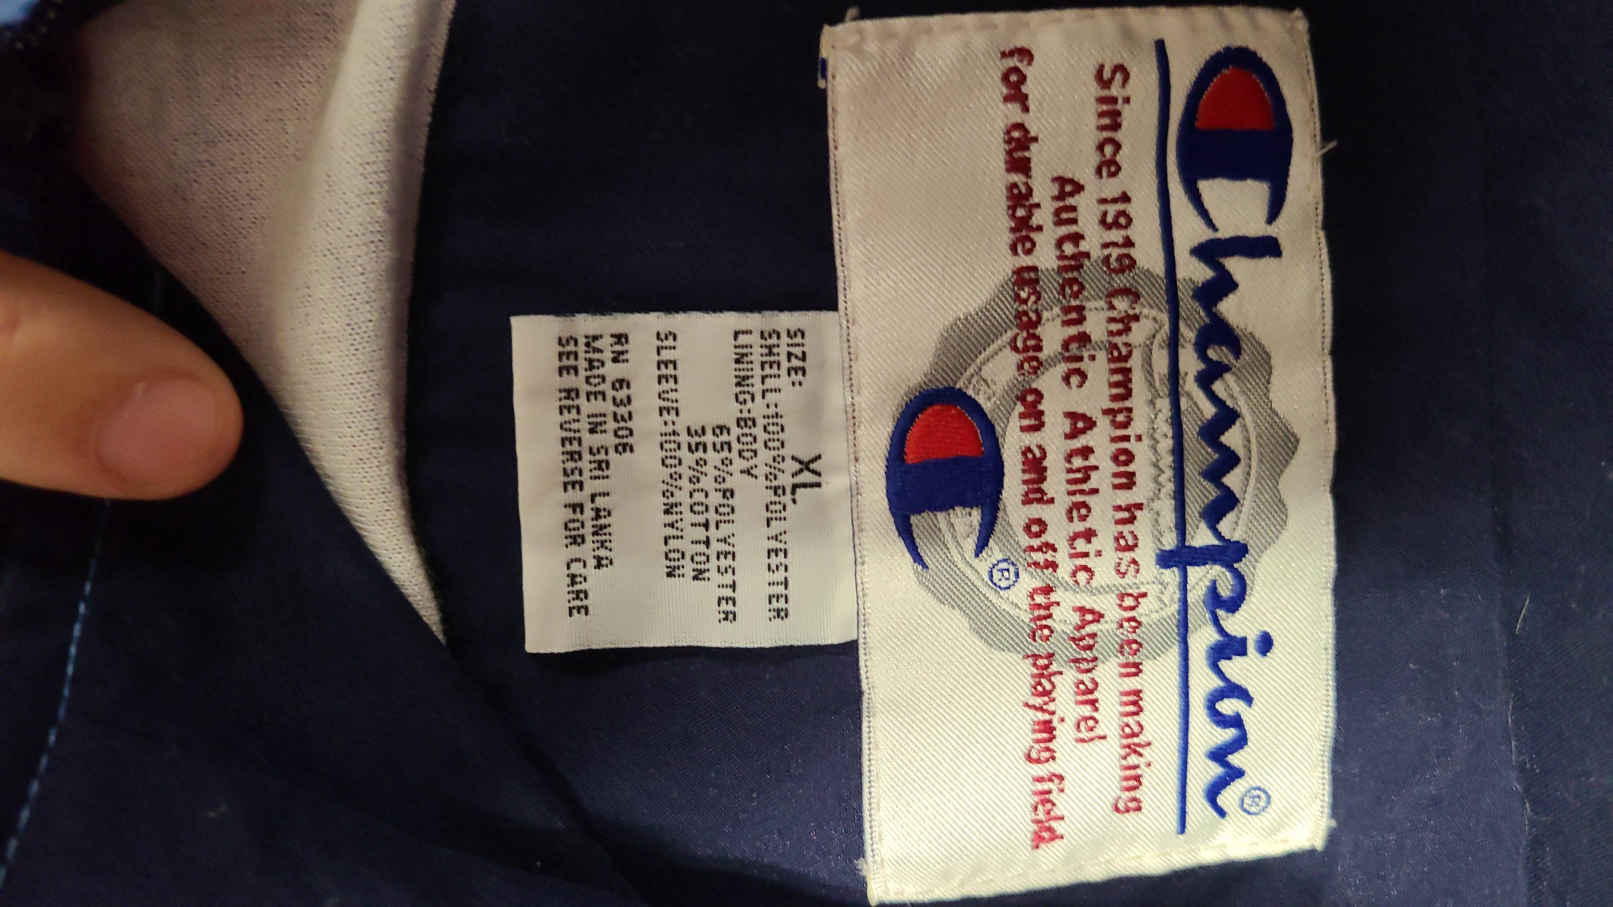 Champion®
Since 1919 Champion has been making
Authentic Athletic Apparel
for durable usage on and off the playing field.
®
SIZE: XL
SHELL:100%POLYESTER
LINING:BODY
65%POLYESTER
35%COTTON
SLEEVE:100%NYLON
RN 63306
MADE IN SRI LANKA
SEE REVERSE FOR CARE